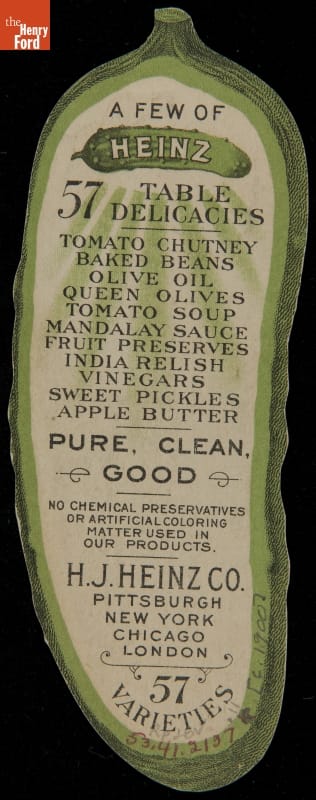 the
Henry
Ford
A FEW OF
HEINZ
57 TABLE
DELICACIES
TOMATO CHUTNEY
BAKED BEANS
OLIVE OIL
QUEEN OLIVES
TOMATO SOUP
MANDALAY SAUCE
FRUIT PRESERVES
INDIA RELISH
VINEGARS
SWEET PICKLES
APPLE BUTTER
PURE, CLEAN,
GOOD
NO CHEMICAL PRESERVATIVES
OR ARTIFICIAL COLORING
MATTER USED IN
OUR PRODUCTS.
H.J. HEINZ CO.
PITTSBURGH
NEW YORK
CHICAGO
LONDON
57
VARIETIES
53.41.2137